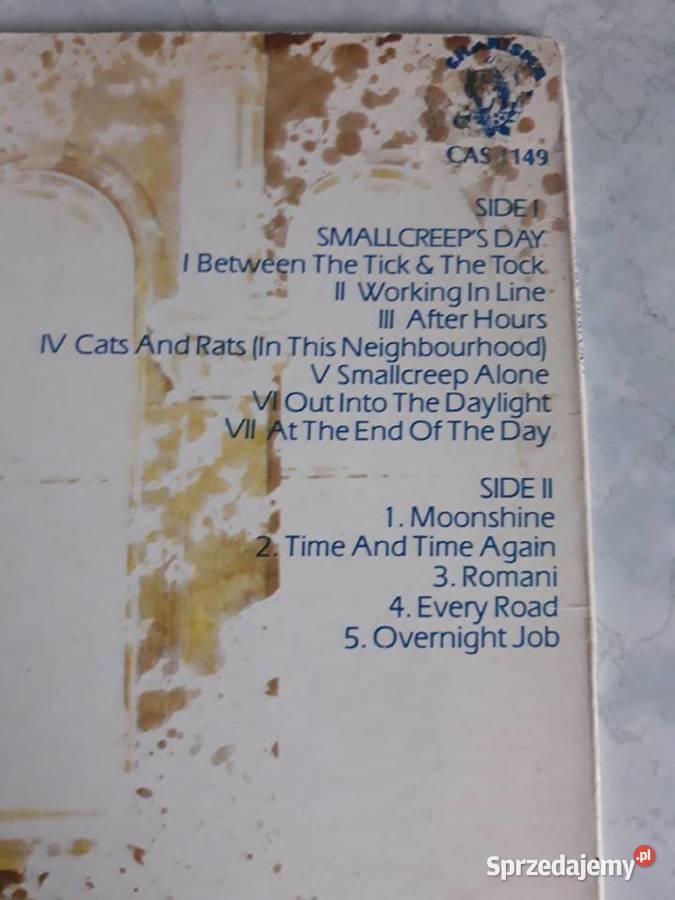 CHARISMA
CAS 1149
SIDE I
SMALLCREEP'S DAY
I Between The Tick & The Tock
II Working In Line
III After Hours
IV Cats And Rats (In This Neighbourhood)
V Smallcreep Alone
VI Out Into The Daylight
VII At The End Of The Day
SIDE II
1. Moonshine
2. Time And Time Again
3. Romani
4. Every Road
5. Overnight Job
Sprzedajemy.pl